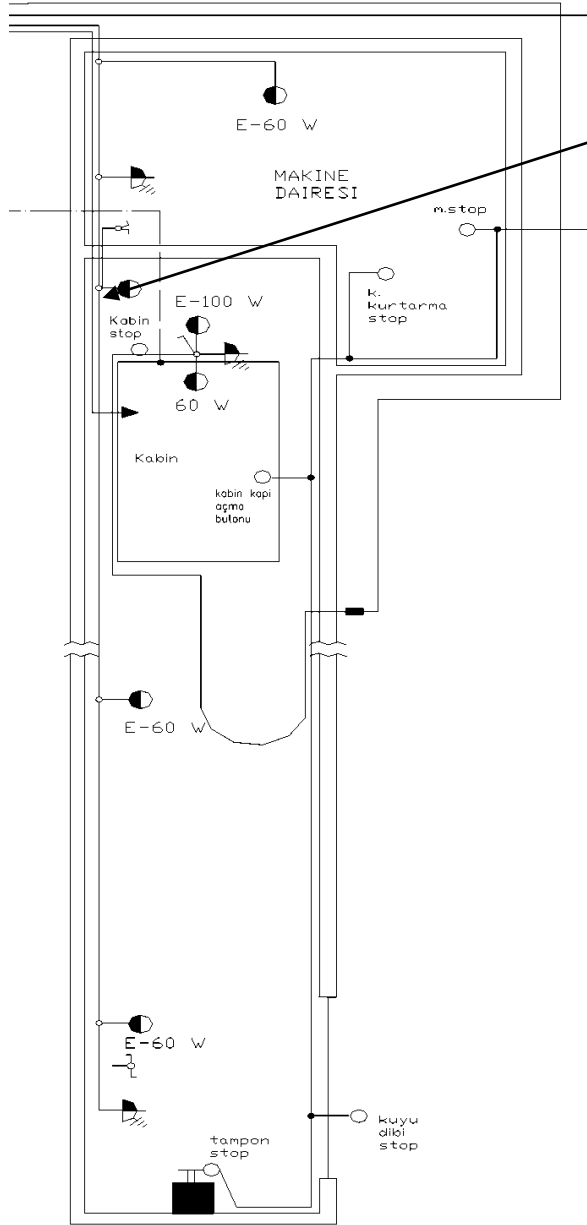 E-60 W
MAKINE
DAIRESI
m.stop
k.
kurtarma
stop
E-100 W
Kabin
stop
60 W
Kabin
kabin kapi
açma
butonu
E-60 W
E-60 W
tampon
stop
kuyu
dibi
stop